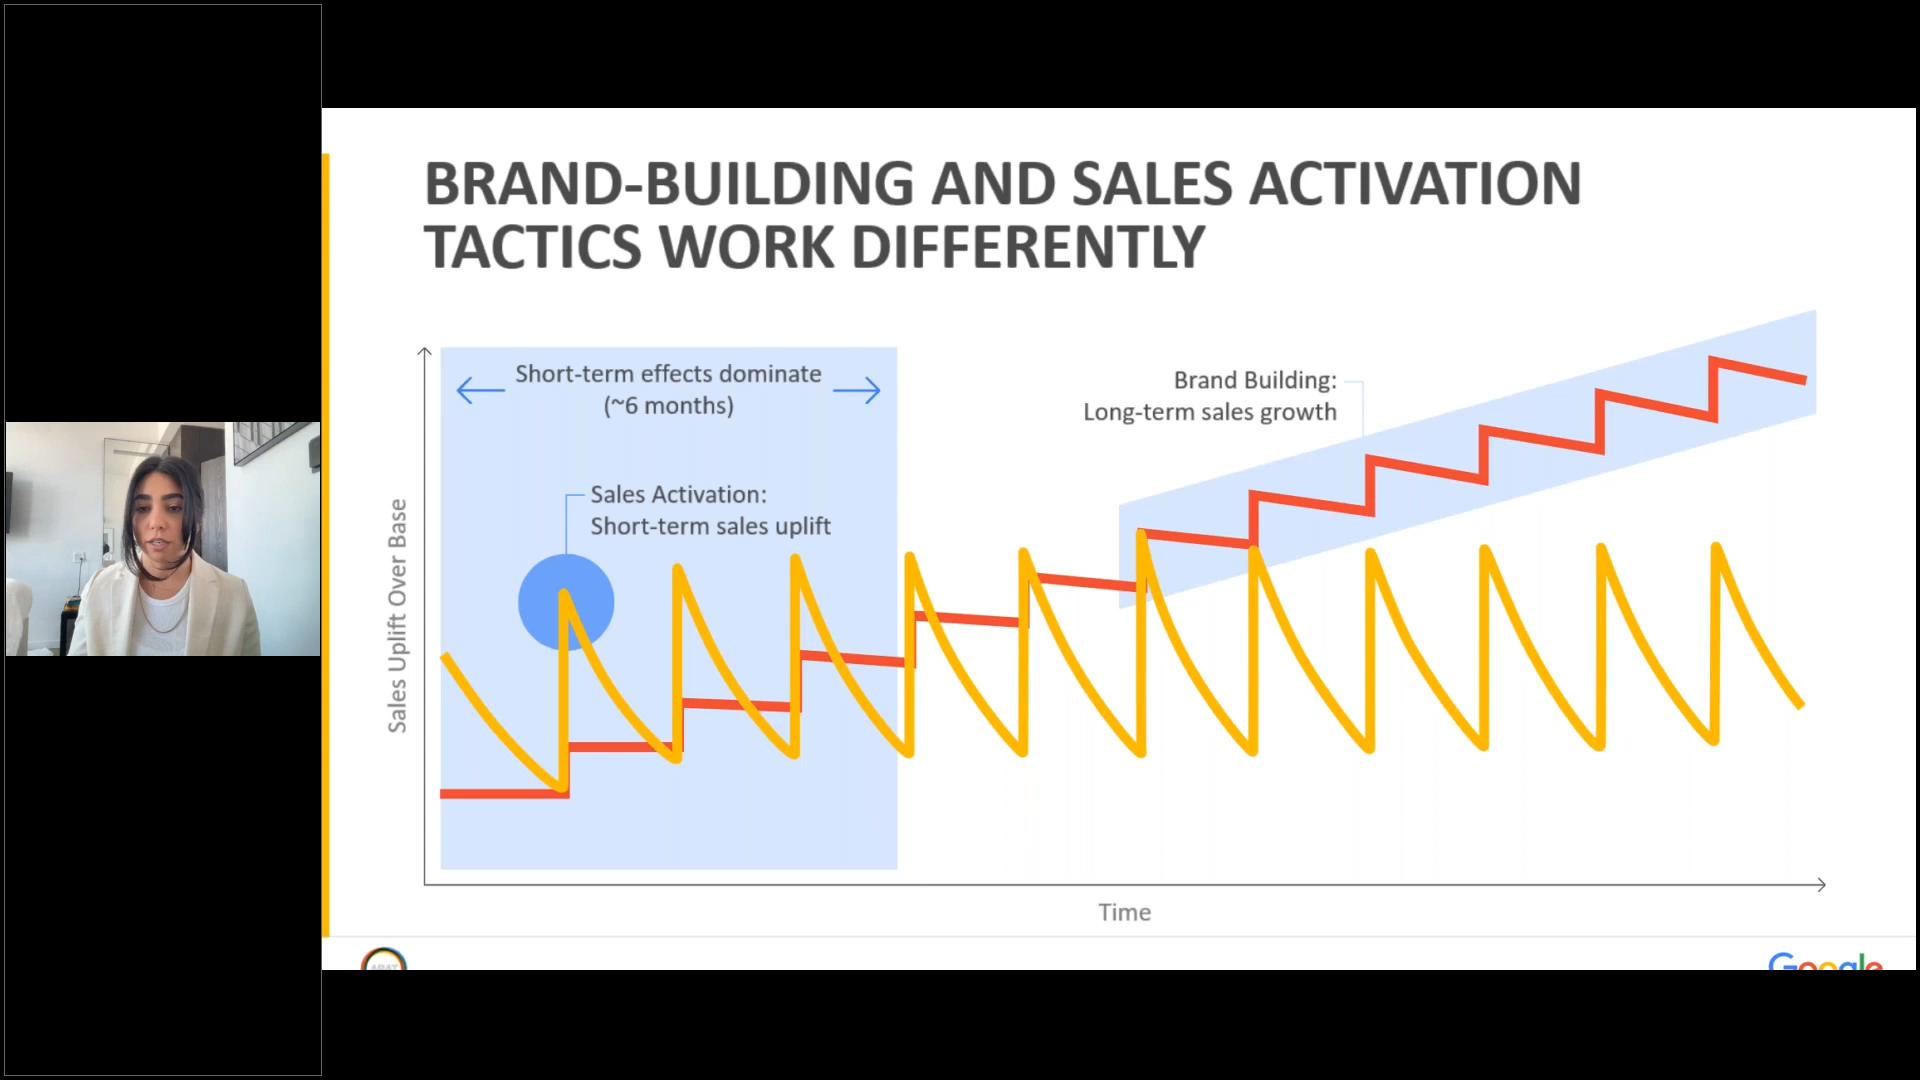 BRAND-BUILDING AND SALES ACTIVATION
TACTICS WORK DIFFERENTLY
Short-term effects dominate
(~6 months)
Brand Building:
Long-term sales growth
Sales Activation:
Short-term sales uplift
Sales Uplift Over Base
Time
Google